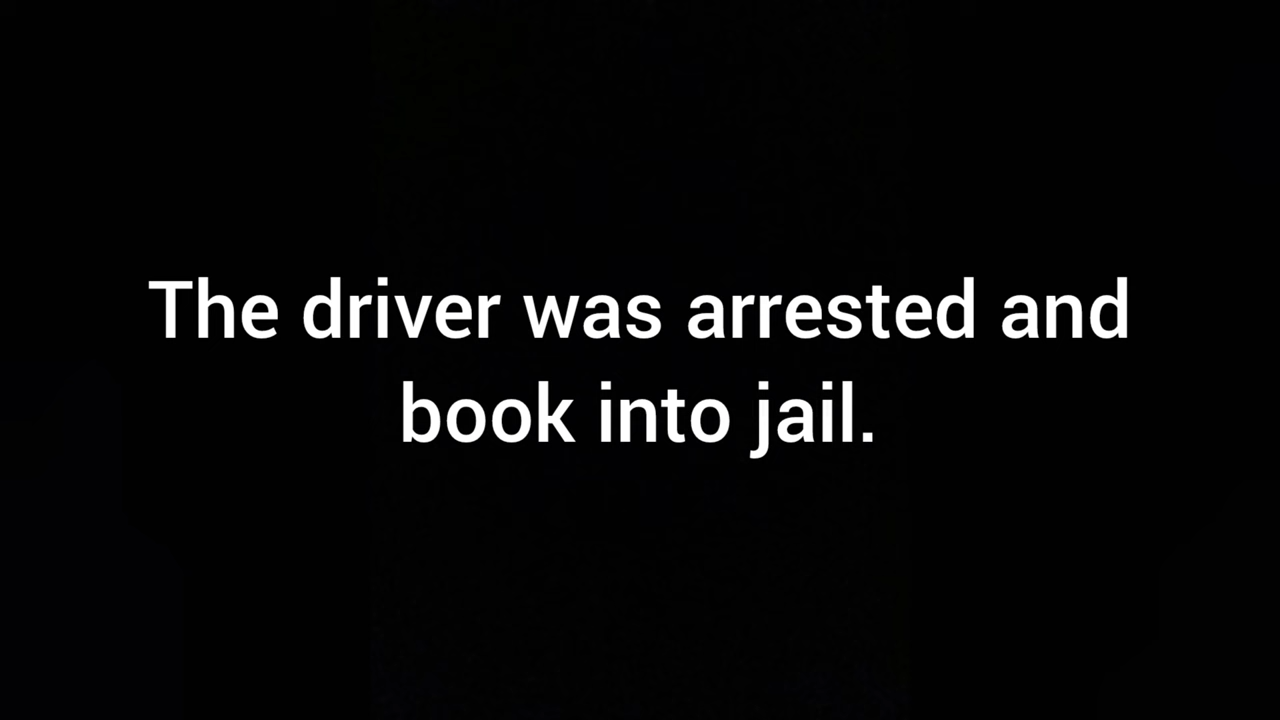 The driver was arrested and
book into jail.